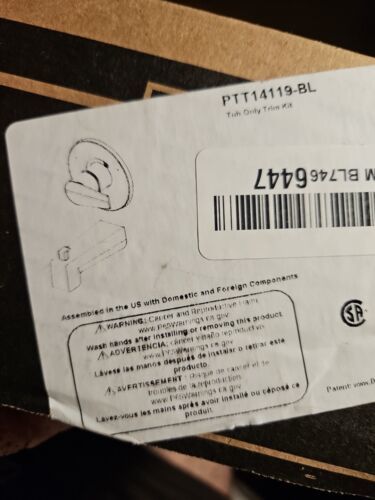 PTT14119-BL
Tub Only Trim Kit
M BL7466447
Assembled in the US with Domestic and Foreign Components
WARNING: Cancer and Reproductive Harm
www.P65Warnings.ca.gov.
Wash hands after installing or removing this product.
ADVERTENCIA: cáncer y daño reproductivo
www.P65Warnings.ca.gov.
Lávese las manos después de instalar o retirar este
producto.
AVERTISSEMENT : Risque de cancer et de
troubles de la reproduction.
www.P65Warnings.ca.gov.
Lavez-vous les mains après avoir installé ou déposé ce
produit.
SA
Patent: www.